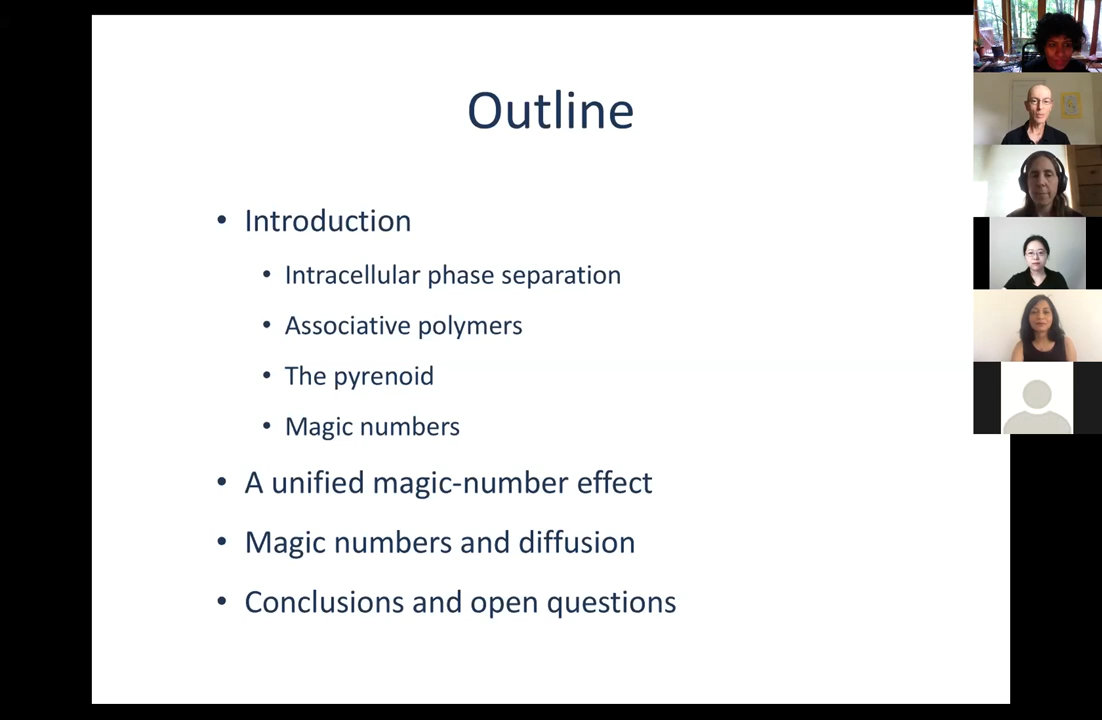 Outline
• Introduction
• Intracellular phase separation
• Associative polymers
• The pyrenoid
• Magic numbers
• A unified magic-number effect
• Magic numbers and diffusion
• Conclusions and open questions